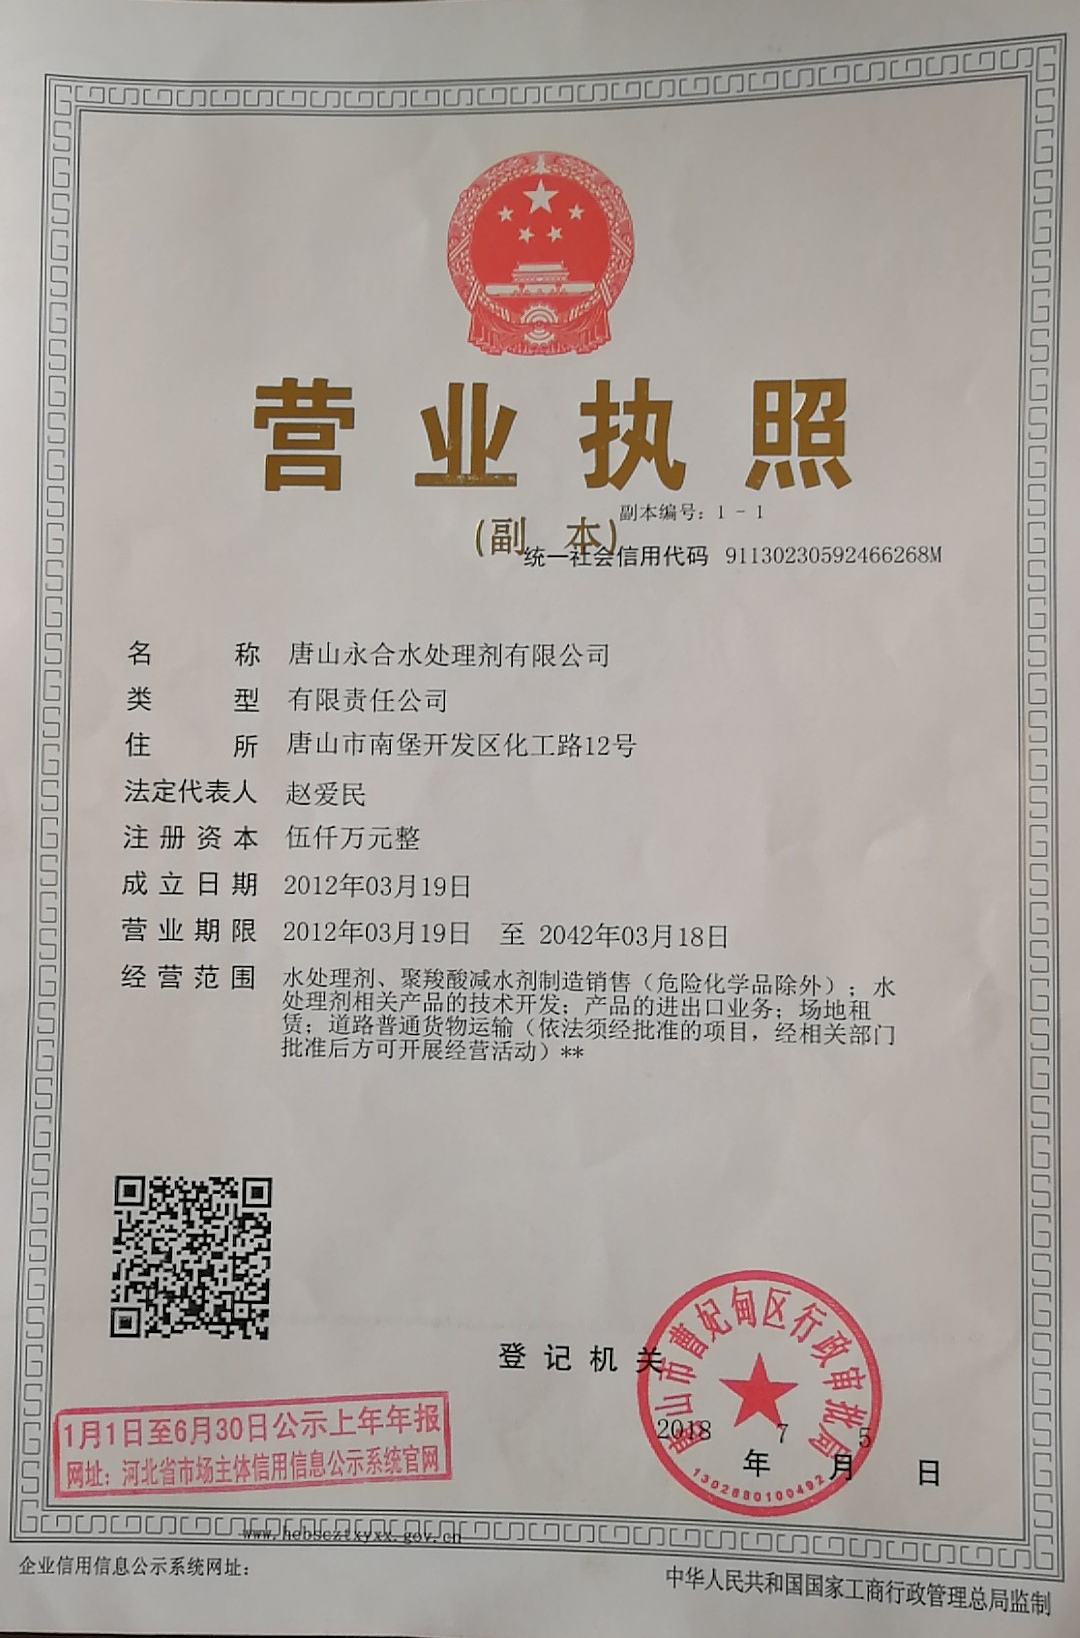 营业执照
(副 本)
副本编号：1－1
统一社会信用代码 91130230592466268M
名称 唐山永合水处理剂有限公司
类型 有限责任公司
住所 唐山市南堡开发区化工路12号
法定代表人 赵爱民
注册资本 伍仟万元整
成立日期 2012年03月19日
营业期限 2012年03月19日 至 2042年03月18日
经营范围 水处理剂、聚羧酸减水剂制造销售（危险化学品除外）；水
处理剂相关产品的技术开发；产品的进出口业务；场地租
赁；道路普通货物运输（依法须经批准的项目，经相关部门
批准后方可开展经营活动）**
登记机关
唐山市曹妃甸区行政审批局
2018 7 5
年 月 日
1302880100492
1月1日至6月30日公示上年年报
网址：河北省市场主体信用信息公示系统官网
www.hebscztxyxx.gov.cn
企业信用信息公示系统网址：
中华人民共和国国家工商行政管理总局监制